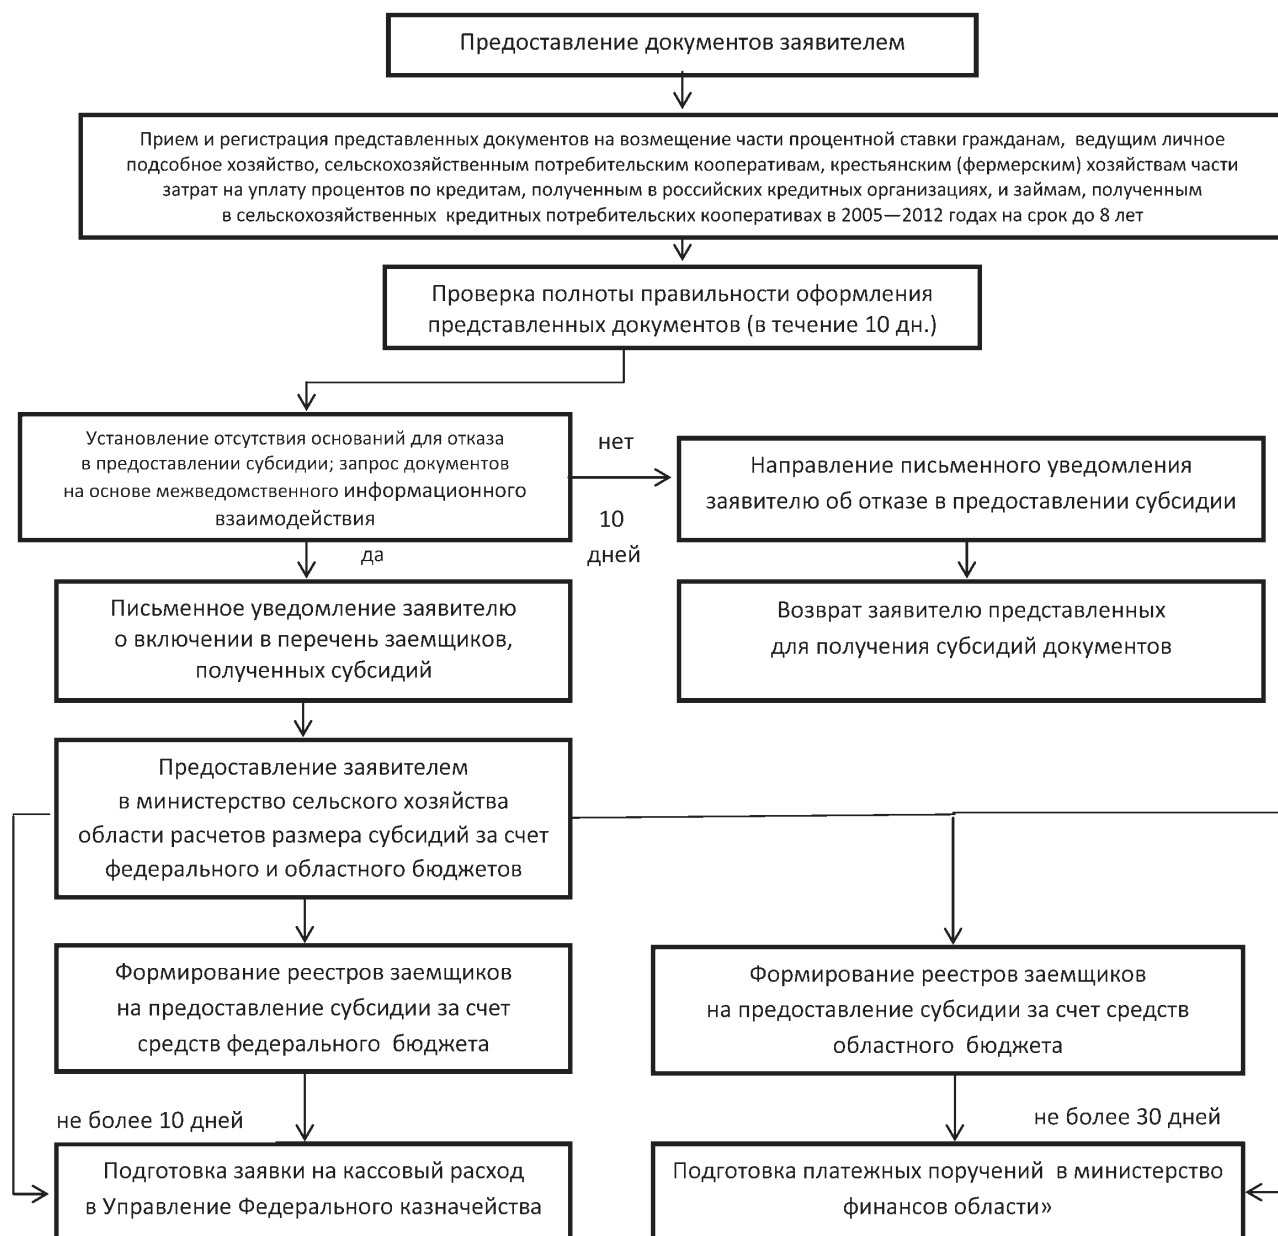 Предоставление документов заявителем
Прием и регистрация представленных документов на возмещение части процентной ставки гражданам, ведущим личное
подсобное хозяйство, сельскохозяйственным потребительским кооперативам, крестьянским (фермерским) хозяйствам части
затрат на уплату процентов по кредитам, полученным в российских кредитных организациях, и займам, полученным
в сельскохозяйственных кредитных потребительских кооперативах в 2005—2012 годах на срок до 8 лет
Проверка полноты правильности оформления
представленных документов (в течение 10 дн.)
Установление отсутствия оснований для отказа
в предоставлении субсидии; запрос документов
на основе межведомственного информационного
взаимодействия
нет
10
дней
Направление письменного уведомления
заявителю об отказе в предоставлении субсидии
да
Письменное уведомление заявителю
о включении в перечень заемщиков,
полученных субсидий
Возврат заявителю представленных
для получения субсидий документов
Предоставление заявителем
в министерство сельского хозяйства
области расчетов размера субсидий за счет
федерального и областного бюджетов
Формирование реестров заемщиков
на предоставление субсидии за счет
средств федерального бюджета
Формирование реестров заемщиков
на предоставление субсидии за счет средств
областного бюджета
не более 10 дней
не более 30 дней
Подготовка заявки на кассовый расход
в Управление Федерального казначейства
Подготовка платежных поручений в министерство
финансов области»